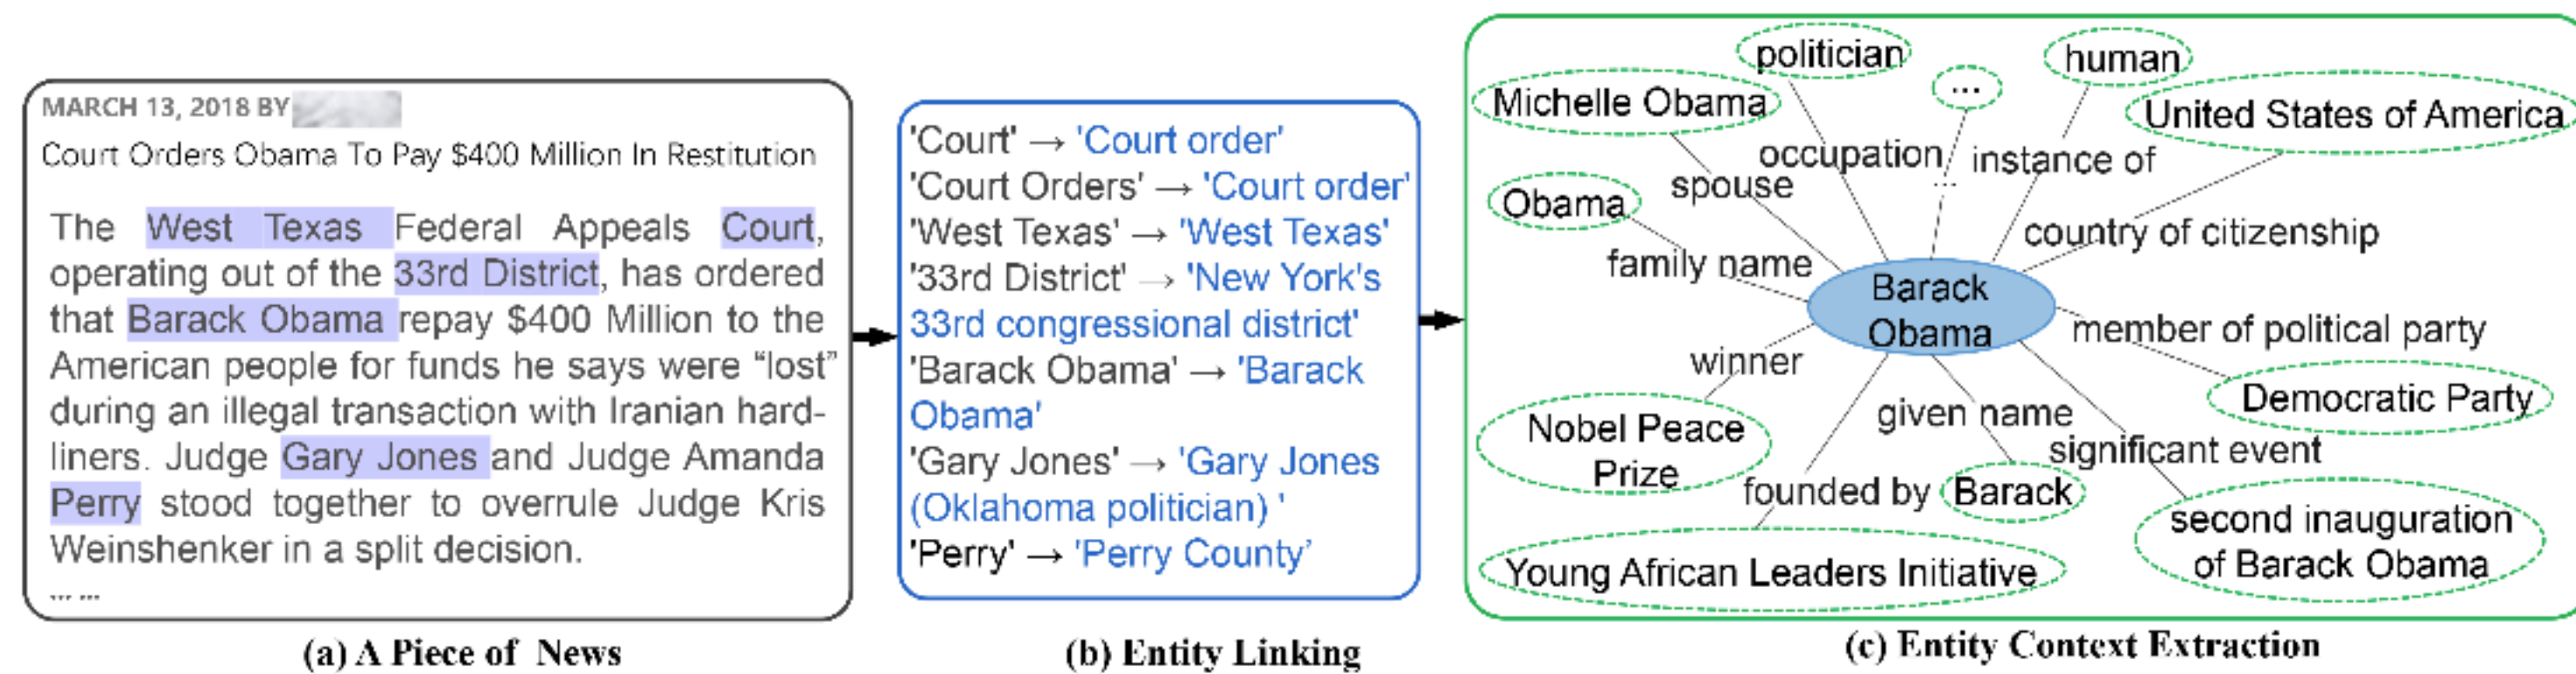 MARCH 13, 2018 BY
Court Orders Obama To Pay $400 Million In Restitution
The West Texas Federal Appeals Court,
operating out of the 33rd District, has ordered
that Barack Obama repay $400 Million to the
American people for funds he says were “lost”
during an illegal transaction with Iranian hard-
liners. Judge Gary Jones and Judge Amanda
Perry stood together to overrule Judge Kris
Weinshenker in a split decision.
... ...
(a) A Piece of News
'Court' → 'Court order'
'Court Orders' → 'Court order'
'West Texas' → 'West Texas'
'33rd District' → 'New York's
33rd congressional district'
'Barack Obama' → 'Barack
Obama'
'Gary Jones' → 'Gary Jones
(Oklahoma politician) '
'Perry' → 'Perry County’
(b) Entity Linking
politician
human
...
Michelle Obama
United States of America
occupation
...
instance of
spouse
Obama
country of citizenship
family name
Barack
Obama
member of political party
winner
Democratic Party
given name
Nobel Peace
Prize
significant event
founded by
Barack
second inauguration
of Barack Obama
Young African Leaders Initiative
(c) Entity Context Extraction